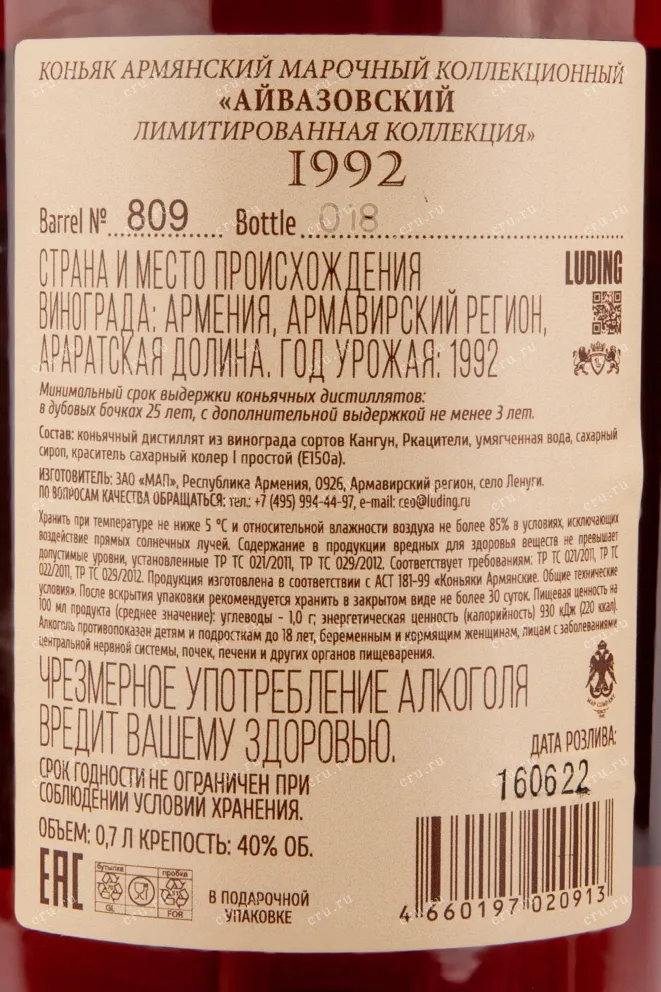 КОНЬЯК АРМЯНСКИЙ МАРОЧНЫЙ КОЛЛЕКЦИОННЫЙ
«АЙВАЗОВСКИЙ
ЛИМИТИРОВАННАЯ КОЛЛЕКЦИЯ»
1992
Barrel № 809 Bottle 018
СТРАНА И МЕСТО ПРОИСХОЖДЕНИЯ
ВИНОГРАДА: АРМЕНИЯ, АРМАВИРСКИЙ РЕГИОН,
АРАРАТСКАЯ ДОЛИНА. ГОД УРОЖАЯ: 1992
LUDING
Минимальный срок выдержки коньячных дистиллятов:
в дубовых бочках 25 лет, с дополнительной выдержкой не менее 3 лет.
Состав: коньячный дистиллят из винограда сортов Кангун, Ркацители, умягченная вода, сахарный
сироп, краситель сахарный колер I простой (Е150а).
ИЗГОТОВИТЕЛЬ: ЗАО «МАП», Республика Армения, 0926, Армавирский регион, село Ленуги.
ПО ВОПРОСАМ КАЧЕСТВА ОБРАЩАТЬСЯ: тел.: +7 (495) 994-44-97, e-mail: ceo@luding.ru
Хранить при температуре не ниже 5 °С и относительной влажности воздуха не более 85% в условиях, исключающих
воздействие прямых солнечных лучей. Содержание в продукции вредных для здоровья веществ не превышает
допустимые уровни, установленные ТР ТС 021/2011, ТР ТС 029/2012. Соответствует требованиям: ТР ТС 021/2011, ТР ТС
022/2011, ТР ТС 029/2012. Продукция изготовлена в соответствии с АСТ 181-99 «Коньяки Армянские. Общие технические
условия». После вскрытия упаковки рекомендуется хранить в закрытом виде не более 30 суток. Пищевая ценность на
100 мл продукта (среднее значение): углеводы – 1,0 г; энергетическая ценность (калорийность) 930 кДж (220 ккал).
Алкоголь противопоказан детям и подросткам до 18 лет, беременным и кормящим женщинам, лицам с заболеваниями
центральной нервной системы, почек, печени и других органов пищеварения.
ЧРЕЗМЕРНОЕ УПОТРЕБЛЕНИЕ АЛКОГОЛЯ
ВРЕДИТ ВАШЕМУ ЗДОРОВЬЮ.
MAP COMPANY
СРОК ГОДНОСТИ НЕ ОГРАНИЧЕН ПРИ
СОБЛЮДЕНИИ УСЛОВИЙ ХРАНЕНИЯ.
ДАТА РОЗЛИВА:
160622
ОБЪЕМ: 0,7 Л КРЕПОСТЬ: 40% ОБ.
EAC
бутылка
GL
пробка
FOR
В ПОДАРОЧНОЙ
УПАКОВКЕ
4 660197 020913
cru.ru